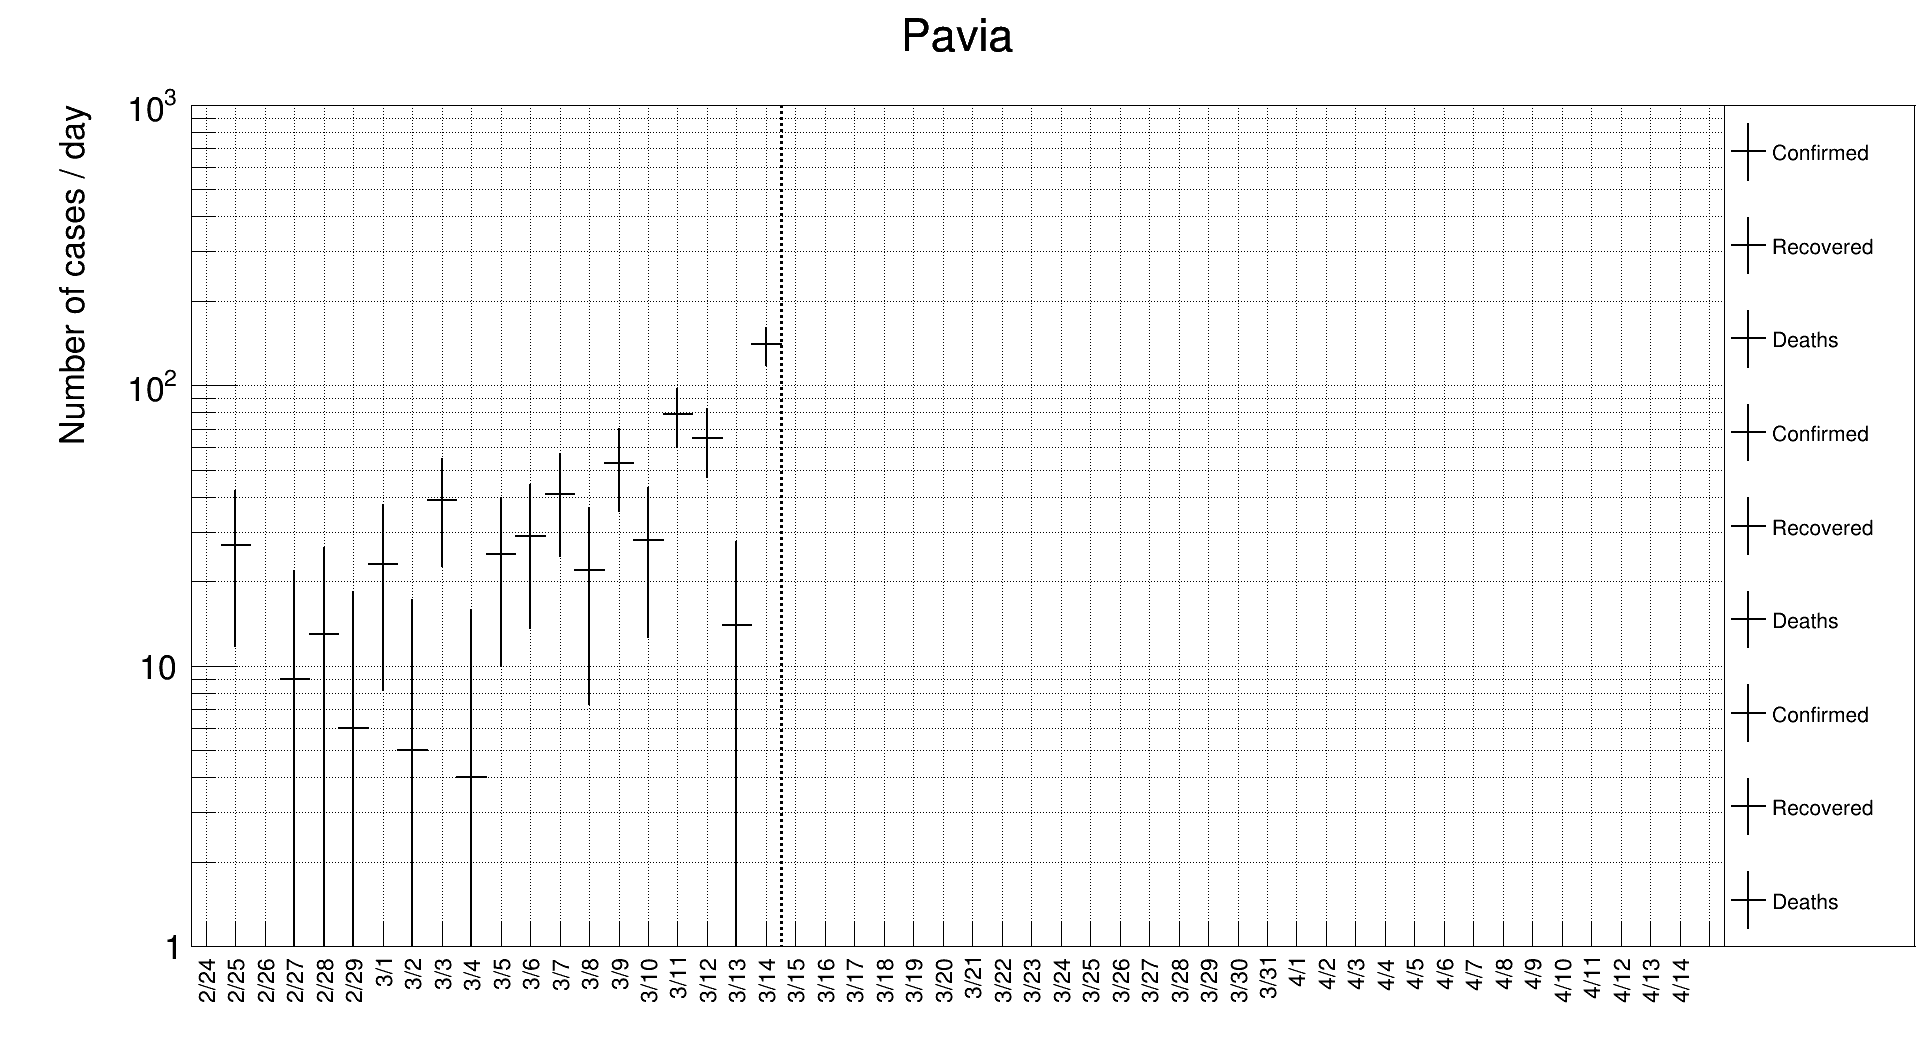 Pavia
Number of cases / day
10³
10²
10
1
2/24 2/25 2/26 2/27 2/28 2/29 3/1 3/2 3/3 3/4 3/5 3/6 3/7 3/8 3/9 3/10 3/11 3/12 3/13 3/14 3/15 3/16 3/17 3/18 3/19 3/20 3/21 3/22 3/23 3/24 3/25 3/26 3/27 3/28 3/29 3/30 3/31 4/1 4/2 4/3 4/4 4/5 4/6 4/7 4/8 4/9 4/10 4/11 4/12 4/13 4/14
Confirmed
Recovered
Deaths
Confirmed
Recovered
Deaths
Confirmed
Recovered
Deaths